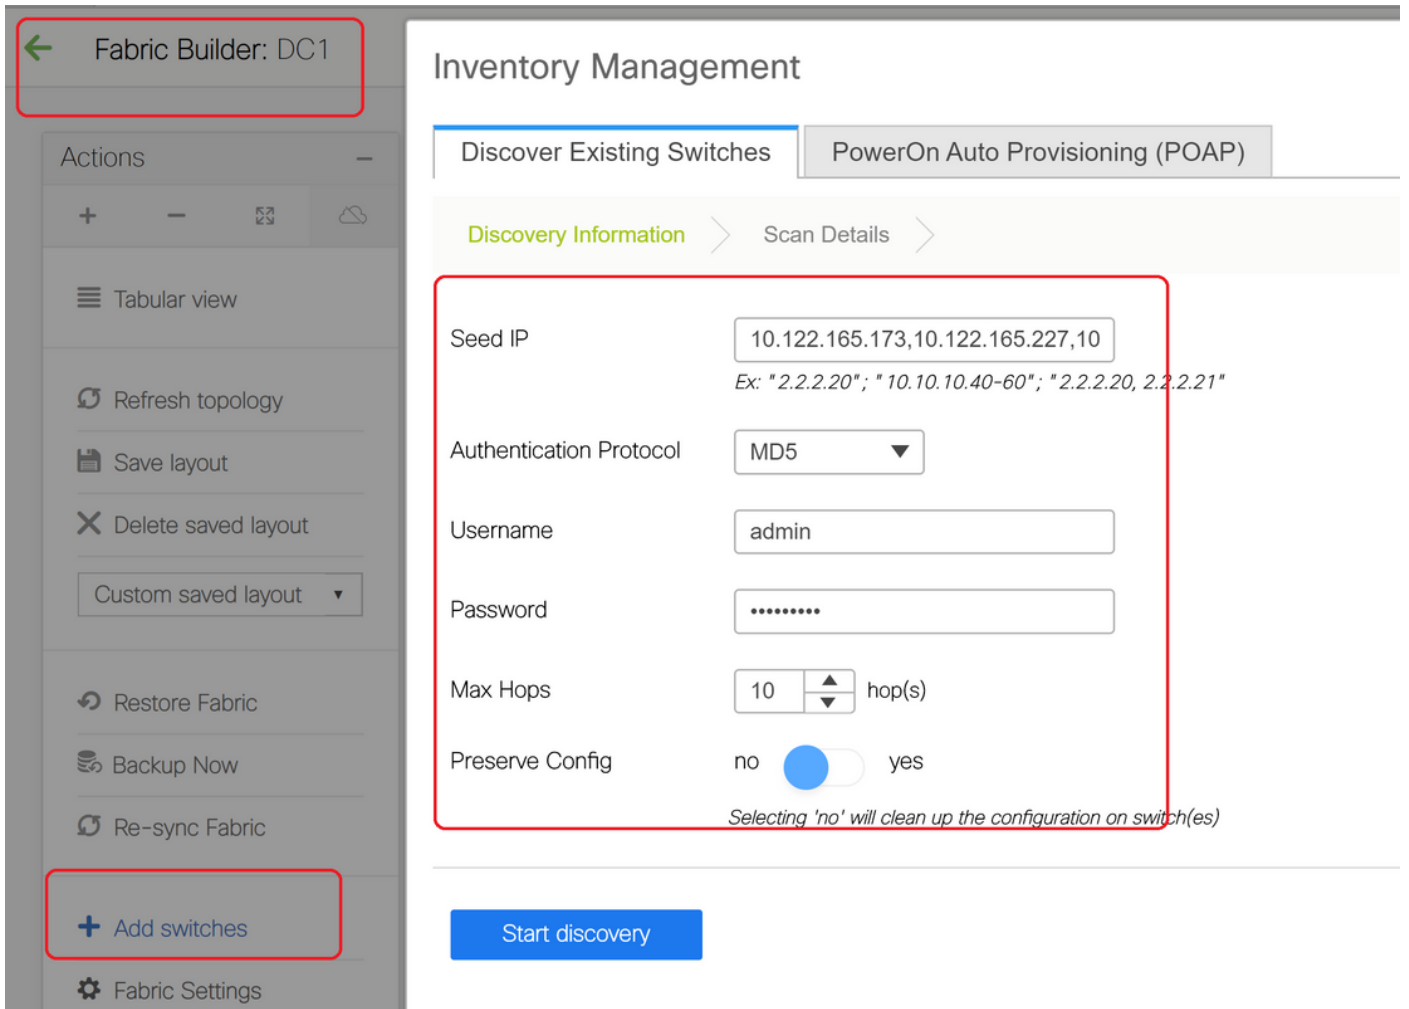 Fabric Builder: DC1
Actions
Tabular view
Refresh topology
Save layout
Delete saved layout
Custom saved layout
Restore Fabric
Backup Now
Re-sync Fabric
Add switches
Fabric Settings
Inventory Management
Discover Existing Switches
PowerOn Auto Provisioning (POAP)
Discovery Information
Scan Details
Seed IP
10.122.165.173,10.122.165.227,10
Ex: "2.2.2.20"; "10.10.10.40-60"; "2.2.2.20, 2.2.2.21"
Authentication Protocol
MD5
Username
admin
Password
•••••••••
Max Hops
10
hop(s)
Preserve Config
no
yes
Selecting 'no' will clean up the configuration on switch(es)
Start discovery